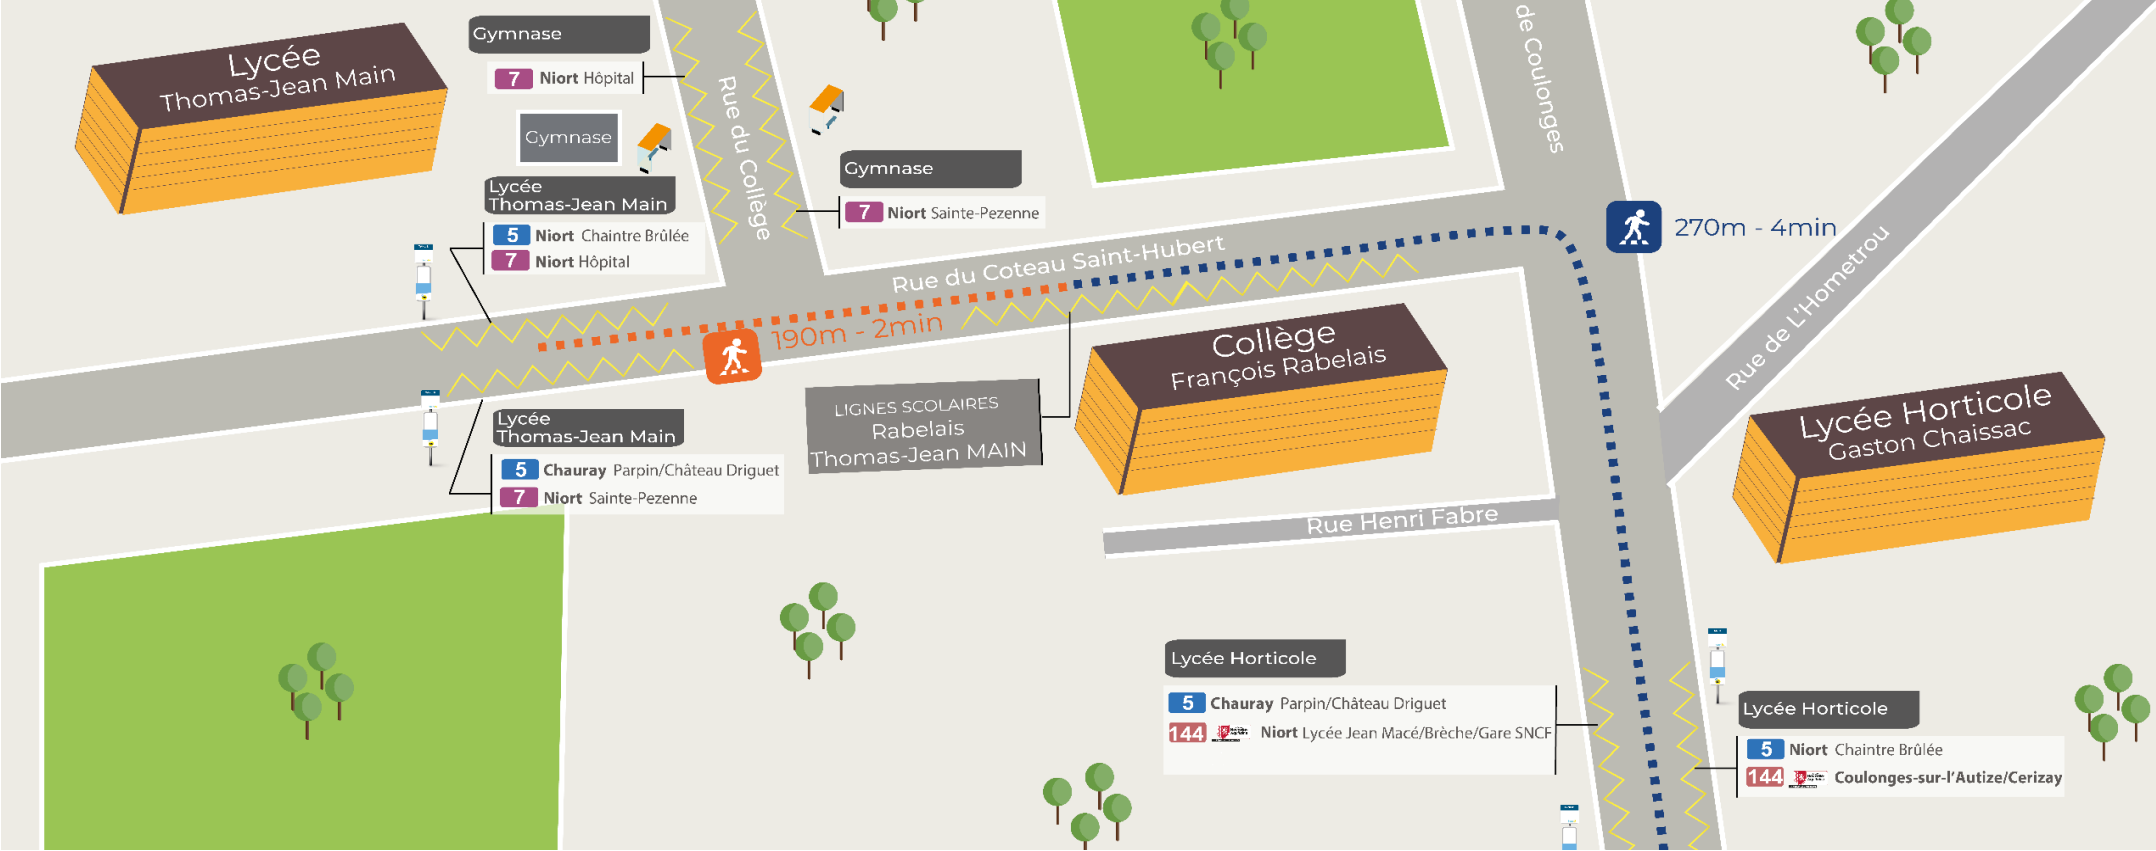 Lycée
Thomas-Jean Main
Gymnase
7 Niort Hôpital
Gymnase
Lycée
Thomas-Jean Main
5 Niort Chaintre Brûlée
7 Niort Hôpital
Rue du Collège
Gymnase
7 Niort Sainte-Pezenne
de Coulonges
270m - 4min
Rue du Coteau Saint-Hubert
190m - 2min
Rue de L'Hometrou
Collège
François Rabelais
LIGNES SCOLAIRES
Rabelais
Thomas-Jean MAIN
Lycée
Thomas-Jean Main
5 Chauray Parpin/Château Driguet
7 Niort Sainte-Pezenne
Lycée Horticole
Gaston Chaissac
Rue Henri Fabre
Lycée Horticole
5 Chauray Parpin/Château Driguet
144 Niort Lycée Jean Macé/Brèche/Gare SNCF
Lycée Horticole
5 Niort Chaintre Brûlée
144 Coulonges-sur-l'Autize/Cerizay